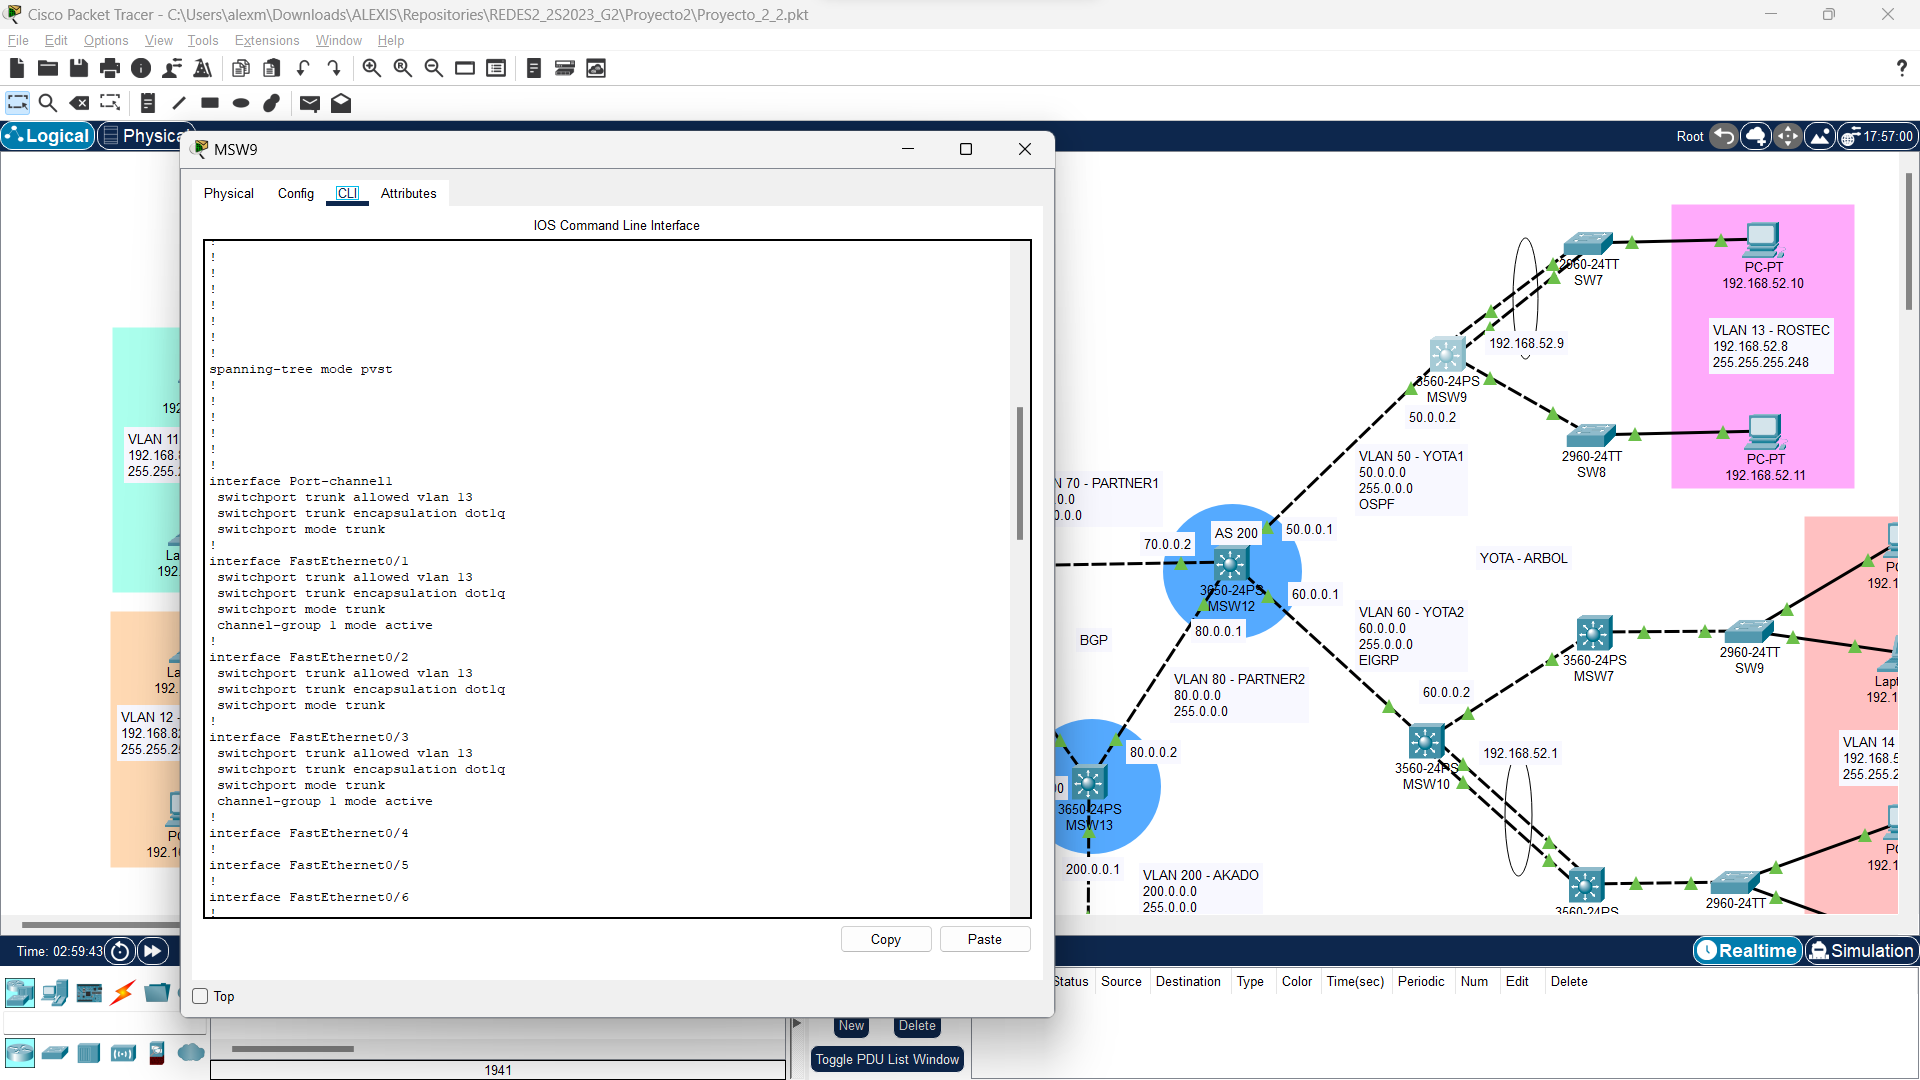 Cisco Packet Tracer - C:\Users\alexm\Downloads\ALEXIS\Repositories\REDES2_2S2023_G2\Proyecto2\Proyecto_2_2.pkt
File Edit Options View Tools Extensions Window Help
Logical Physical
Root 17:57:00
MSW9
Physical Config CLI Attributes
IOS Command Line Interface
!
!
!
!
!
!
!
!
spanning-tree mode pvst
!
!
!
!
!
!
interface Port-channel1
switchport trunk allowed vlan 13
switchport trunk encapsulation dot1q
switchport mode trunk
!
interface FastEthernet0/1
switchport trunk allowed vlan 13
switchport trunk encapsulation dot1q
switchport mode trunk
channel-group 1 mode active
!
interface FastEthernet0/2
switchport trunk allowed vlan 13
switchport trunk encapsulation dot1q
switchport mode trunk
!
interface FastEthernet0/3
switchport trunk allowed vlan 13
switchport trunk encapsulation dot1q
switchport mode trunk
channel-group 1 mode active
!
interface FastEthernet0/4
!
interface FastEthernet0/5
!
interface FastEthernet0/6
!
Copy Paste
Top
192
VLAN 11
192.168.
255.255.
La
192.
La
192.
VLAN 12 -
192.168.8
255.255.2
PC
192.16
2960-24TT
SW7
PC-PT
192.168.52.10
VLAN 13 - ROSTEC
192.168.52.8
255.255.255.248
192.168.52.9
3560-24PS
MSW9
50.0.0.2
2960-24TT
SW8
PC-PT
192.168.52.11
VLAN 50 - YOTA1
50.0.0.0
255.0.0.0
OSPF
N 70 - PARTNER1
.0.0
0.0.0
AS 200
50.0.0.1
70.0.0.2
3650-24PS
MSW12
60.0.0.1
80.0.0.1
YOTA - ARBOL
BGP
VLAN 60 - YOTA2
60.0.0.0
255.0.0.0
EIGRP
3560-24PS
MSW7
2960-24TT
SW9
PC
192.1
Lapt
192.1
VLAN 80 - PARTNER2
80.0.0.0
255.0.0.0
60.0.0.2
80.0.0.2
3560-24PS
MSW10
192.168.52.1
VLAN 14
192.168.5
255.255.2
00
3650-24PS
MSW13
200.0.0.1
VLAN 200 - AKADO
200.0.0.0
255.0.0.0
3560-24PS
2960-24TT
PC
192.1
Time: 02:59:43
Realtime Simulation
Status Source Destination Type Color Time(sec) Periodic Num Edit Delete
New Delete
Toggle PDU List Window
1941